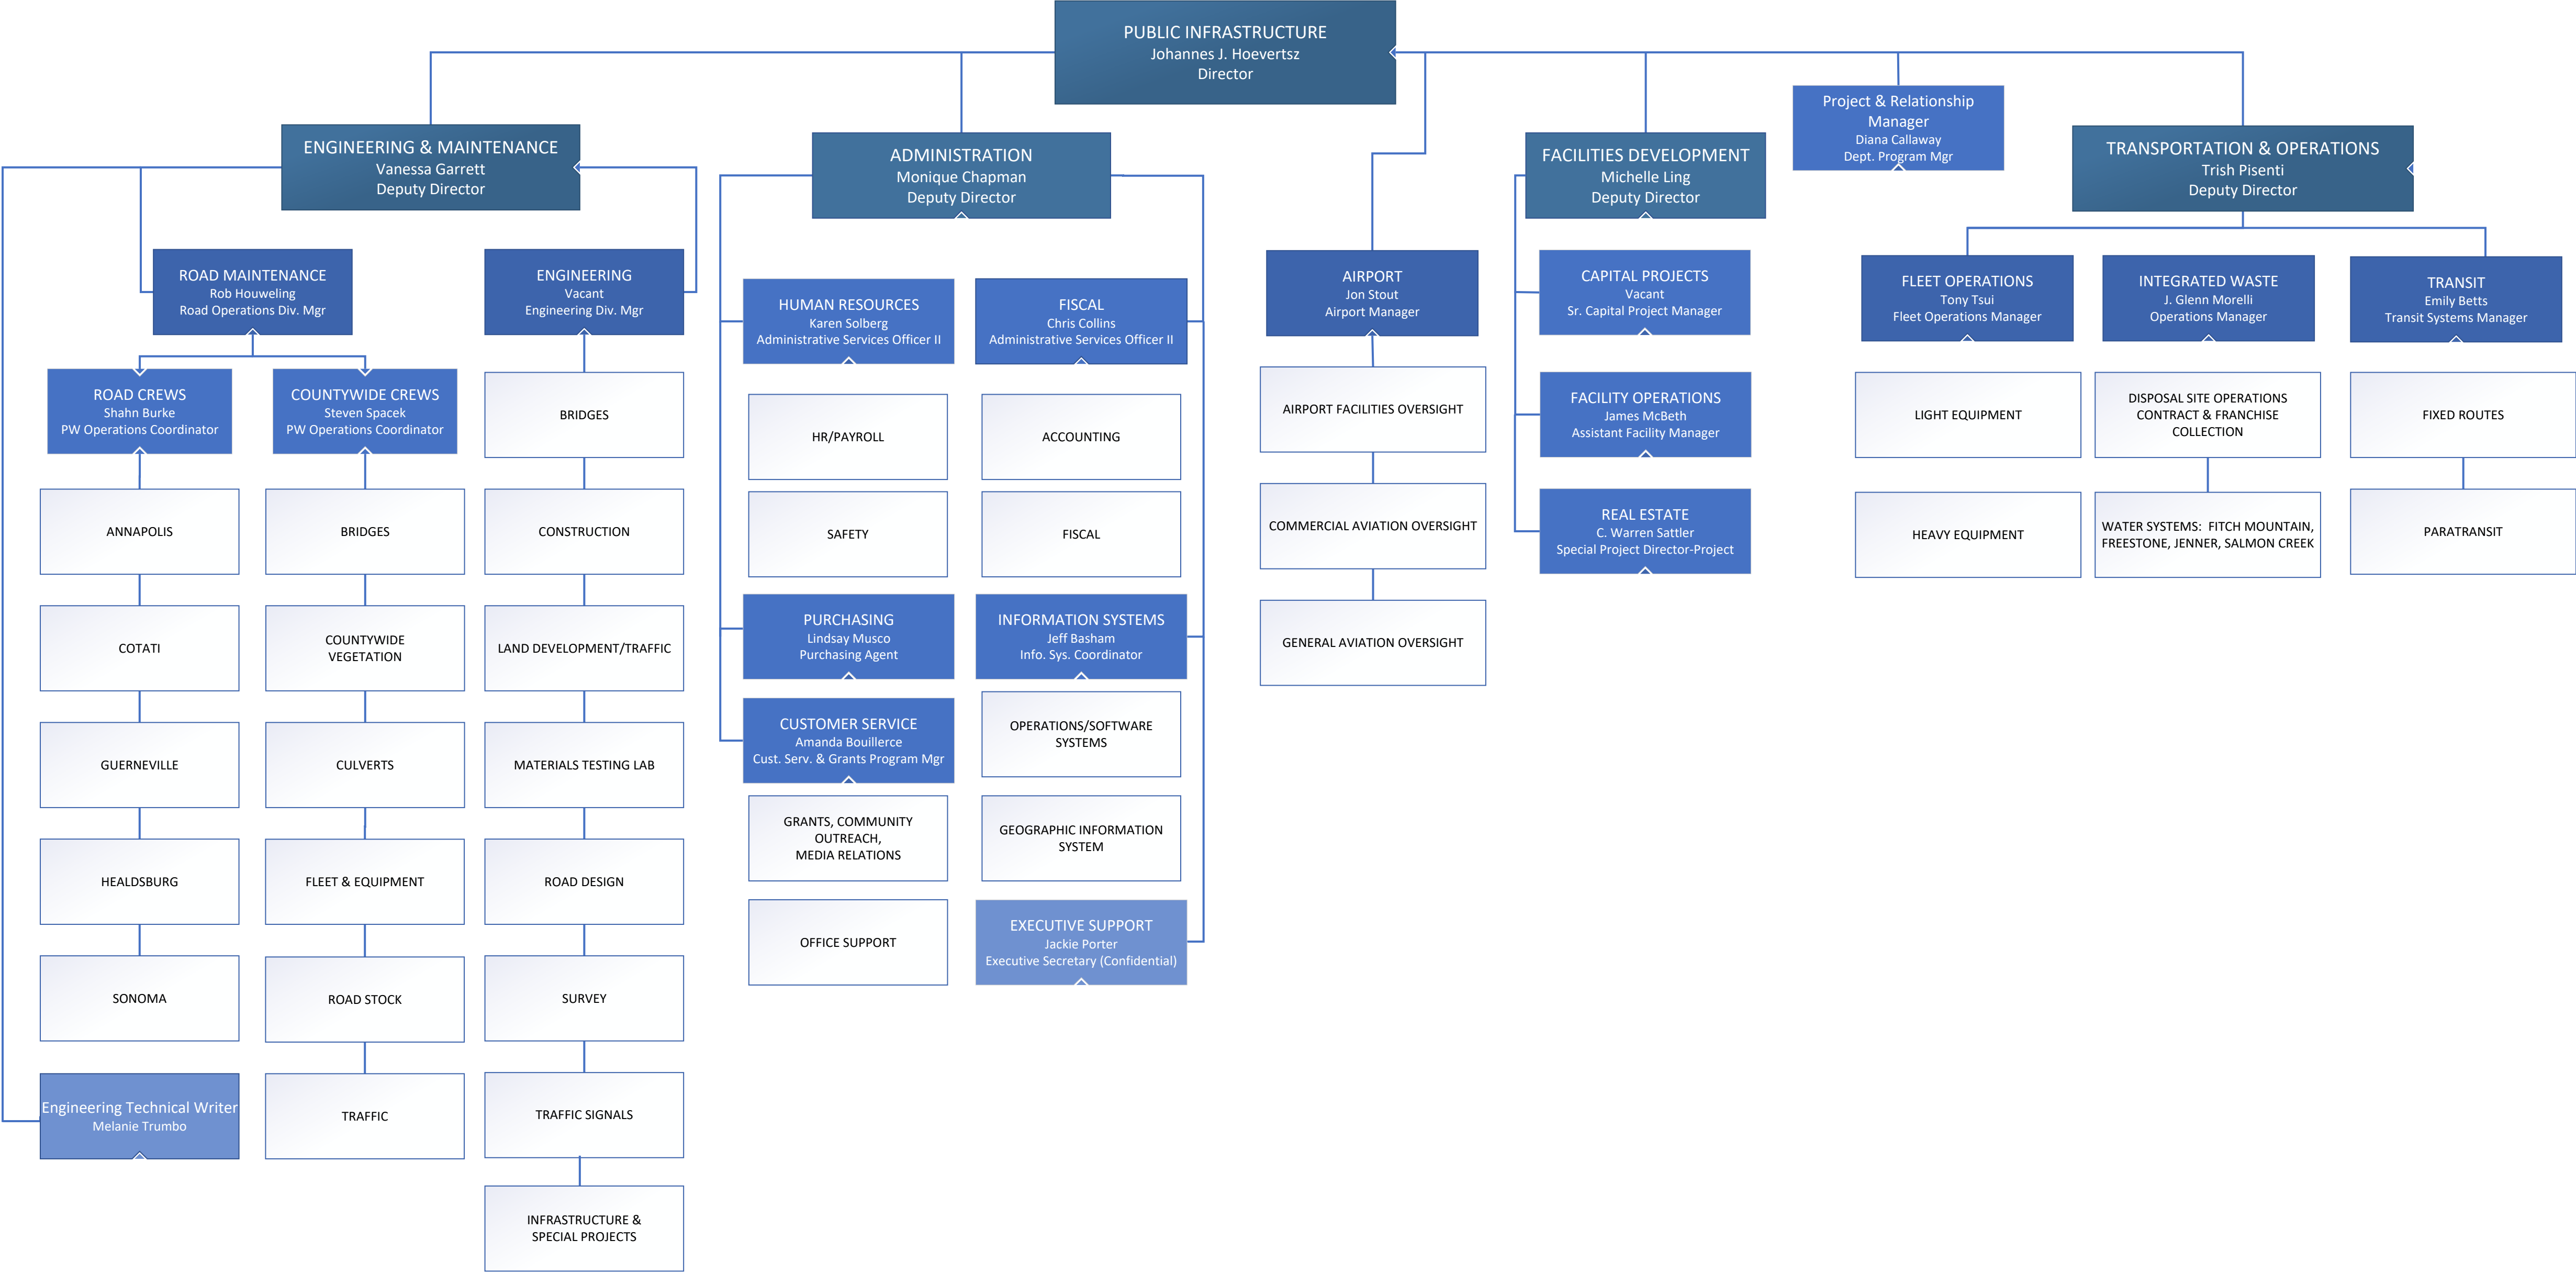 PUBLIC INFRASTRUCTURE
Johannes J. Hoevertsz
Director
ENGINEERING & MAINTENANCE
Vanessa Garrett
Deputy Director
ROAD MAINTENANCE
Rob Houweling
Road Operations Div. Mgr
ROAD CREWS
Shahn Burke
PW Operations Coordinator
ANNAPOLIS
COTATI
GUERNEVILLE
HEALDSBURG
SONOMA
Engineering Technical Writer
Melanie Trumbo
COUNTYWIDE CREWS
Steven Spacek
PW Operations Coordinator
BRIDGES
COUNTYWIDE
VEGETATION
CULVERTS
FLEET & EQUIPMENT
ROAD STOCK
TRAFFIC
ENGINEERING
Vacant
Engineering Div. Mgr
BRIDGES
CONSTRUCTION
LAND DEVELOPMENT/TRAFFIC
MATERIALS TESTING LAB
ROAD DESIGN
SURVEY
TRAFFIC SIGNALS
INFRASTRUCTURE &
SPECIAL PROJECTS
ADMINISTRATION
Monique Chapman
Deputy Director
HUMAN RESOURCES
Karen Solberg
Administrative Services Officer II
HR/PAYROLL
SAFETY
PURCHASING
Lindsay Musco
Purchasing Agent
CUSTOMER SERVICE
Amanda Bouillerce
Cust. Serv. & Grants Program Mgr
GRANTS, COMMUNITY
OUTREACH,
MEDIA RELATIONS
OFFICE SUPPORT
FISCAL
Chris Collins
Administrative Services Officer II
ACCOUNTING
FISCAL
INFORMATION SYSTEMS
Jeff Basham
Info. Sys. Coordinator
OPERATIONS/SOFTWARE
SYSTEMS
GEOGRAPHIC INFORMATION
SYSTEM
EXECUTIVE SUPPORT
Jackie Porter
Executive Secretary (Confidential)
AIRPORT
Jon Stout
Airport Manager
AIRPORT FACILITIES OVERSIGHT
COMMERCIAL AVIATION OVERSIGHT
GENERAL AVIATION OVERSIGHT
FACILITIES DEVELOPMENT
Michelle Ling
Deputy Director
CAPITAL PROJECTS
Vacant
Sr. Capital Project Manager
FACILITY OPERATIONS
James McBeth
Assistant Facility Manager
REAL ESTATE
C. Warren Sattler
Special Project Director-Project
Project & Relationship
Manager
Diana Callaway
Dept. Program Mgr
TRANSPORTATION & OPERATIONS
Trish Pisenti
Deputy Director
FLEET OPERATIONS
Tony Tsui
Fleet Operations Manager
LIGHT EQUIPMENT
HEAVY EQUIPMENT
INTEGRATED WASTE
J. Glenn Morelli
Operations Manager
DISPOSAL SITE OPERATIONS
CONTRACT & FRANCHISE
COLLECTION
WATER SYSTEMS: FITCH MOUNTAIN,
FREESTONE, JENNER, SALMON CREEK
TRANSIT
Emily Betts
Transit Systems Manager
FIXED ROUTES
PARATRANSIT